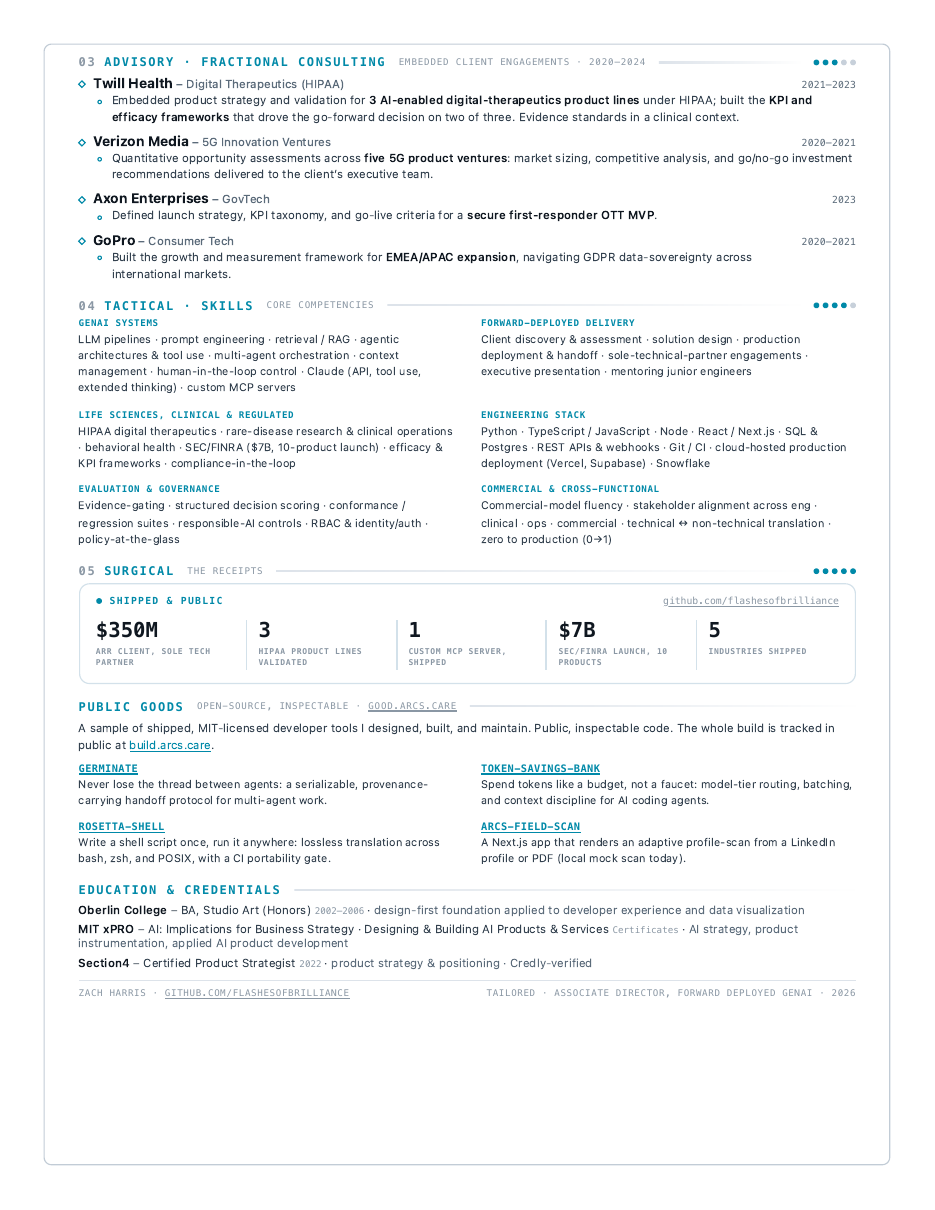 03 ADVISORY · FRACTIONAL CONSULTING EMBEDDED CLIENT ENGAGEMENTS · 2020–2024
Twill Health – Digital Therapeutics (HIPAA) 2021–2023
Embedded product strategy and validation for 3 AI-enabled digital-therapeutics product lines under HIPAA; built the KPI and
efficacy frameworks that drove the go-forward decision on two of three. Evidence standards in a clinical context.
Verizon Media – 5G Innovation Ventures 2020–2021
Quantitative opportunity assessments across five 5G product ventures: market sizing, competitive analysis, and go/no-go investment
recommendations delivered to the client's executive team.
Axon Enterprises – GovTech 2023
Defined launch strategy, KPI taxonomy, and go-live criteria for a secure first-responder OTT MVP.
GoPro – Consumer Tech 2020–2021
Built the growth and measurement framework for EMEA/APAC expansion, navigating GDPR data-sovereignty across
international markets.
04 TACTICAL · SKILLS CORE COMPETENCIES
GENAI SYSTEMS
LLM pipelines · prompt engineering · retrieval / RAG · agentic
architectures & tool use · multi-agent orchestration · context
management · human-in-the-loop control · Claude (API, tool use,
extended thinking) · custom MCP servers
FORWARD-DEPLOYED DELIVERY
Client discovery & assessment · solution design · production
deployment & handoff · sole-technical-partner engagements ·
executive presentation · mentoring junior engineers
LIFE SCIENCES, CLINICAL & REGULATED
HIPAA digital therapeutics · rare-disease research & clinical operations
· behavioral health · SEC/FINRA ($7B, 10-product launch) · efficacy &
KPI frameworks · compliance-in-the-loop
ENGINEERING STACK
Python · TypeScript / JavaScript · Node · React / Next.js · SQL &
Postgres · REST APIs & webhooks · Git / CI · cloud-hosted production
deployment (Vercel, Supabase) · Snowflake
EVALUATION & GOVERNANCE
Evidence-gating · structured decision scoring · conformance /
regression suites · responsible-AI controls · RBAC & identity/auth ·
policy-at-the-glass
COMMERCIAL & CROSS-FUNCTIONAL
Commercial-model fluency · stakeholder alignment across eng ·
clinical · ops · commercial · technical ↔ non-technical translation ·
zero to production (0→1)
05 SURGICAL THE RECEIPTS
SHIPPED & PUBLIC github.com/flashesofbrilliance
$350M
ARR CLIENT, SOLE TECH
PARTNER
3
HIPAA PRODUCT LINES
VALIDATED
1
CUSTOM MCP SERVER,
SHIPPED
$7B
SEC/FINRA LAUNCH, 10
PRODUCTS
5
INDUSTRIES SHIPPED
PUBLIC GOODS OPEN-SOURCE, INSPECTABLE · GOOD.ARCS.CARE
A sample of shipped, MIT-licensed developer tools I designed, built, and maintain. Public, inspectable code. The whole build is tracked in
public at build.arcs.care.
GERMINATE
Never lose the thread between agents: a serializable, provenance-
carrying handoff protocol for multi-agent work.
TOKEN-SAVINGS-BANK
Spend tokens like a budget, not a faucet: model-tier routing, batching,
and context discipline for AI coding agents.
ROSETTA-SHELL
Write a shell script once, run it anywhere: lossless translation across
bash, zsh, and POSIX, with a CI portability gate.
ARCS-FIELD-SCAN
A Next.js app that renders an adaptive profile-scan from a LinkedIn
profile or PDF (local mock scan today).
EDUCATION & CREDENTIALS
Oberlin College – BA, Studio Art (Honors) 2002–2006 · design-first foundation applied to developer experience and data visualization
MIT xPRO – AI: Implications for Business Strategy · Designing & Building AI Products & Services Certificates · AI strategy, product
instrumentation, applied AI product development
Section4 – Certified Product Strategist 2022 · product strategy & positioning · Credly-verified
ZACH HARRIS · GITHUB.COM/FLASHESOFBRILLIANCE TAILORED · ASSOCIATE DIRECTOR, FORWARD DEPLOYED GENAI · 2026